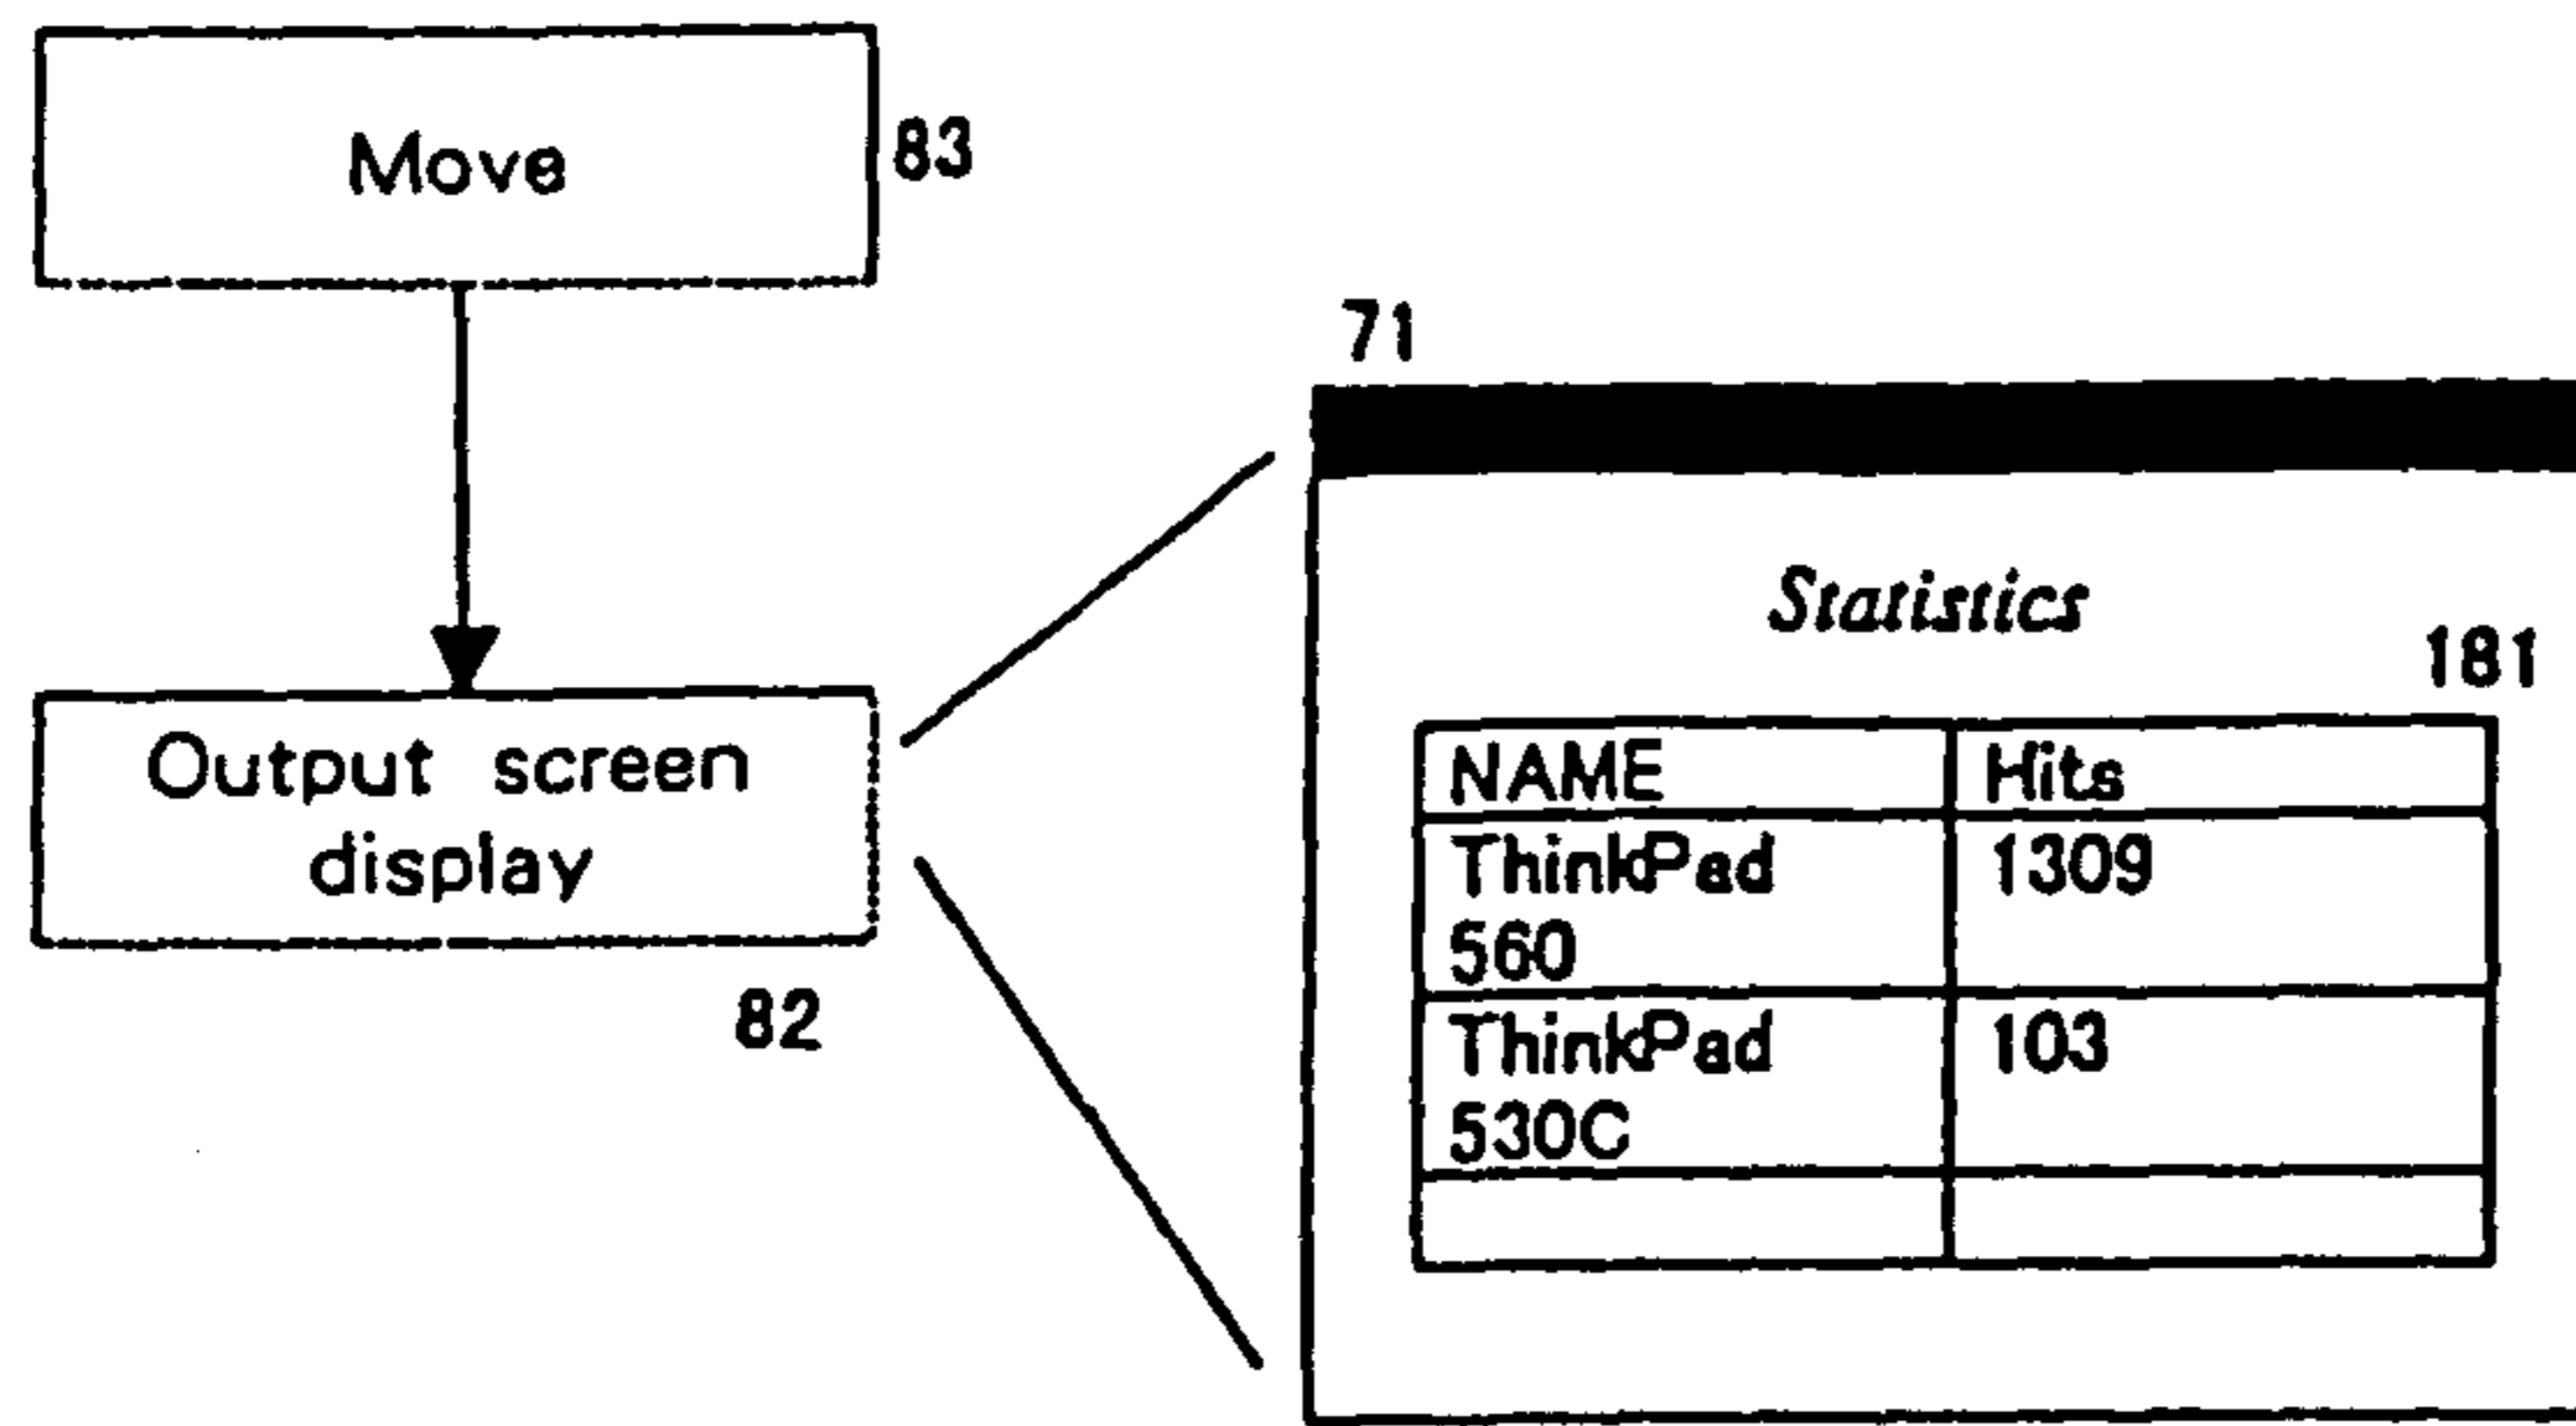 Move
83
Output screen
display
82
71
Statistics
181
NAME Hits
ThinkPad 1309
560
ThinkPad 103
530C